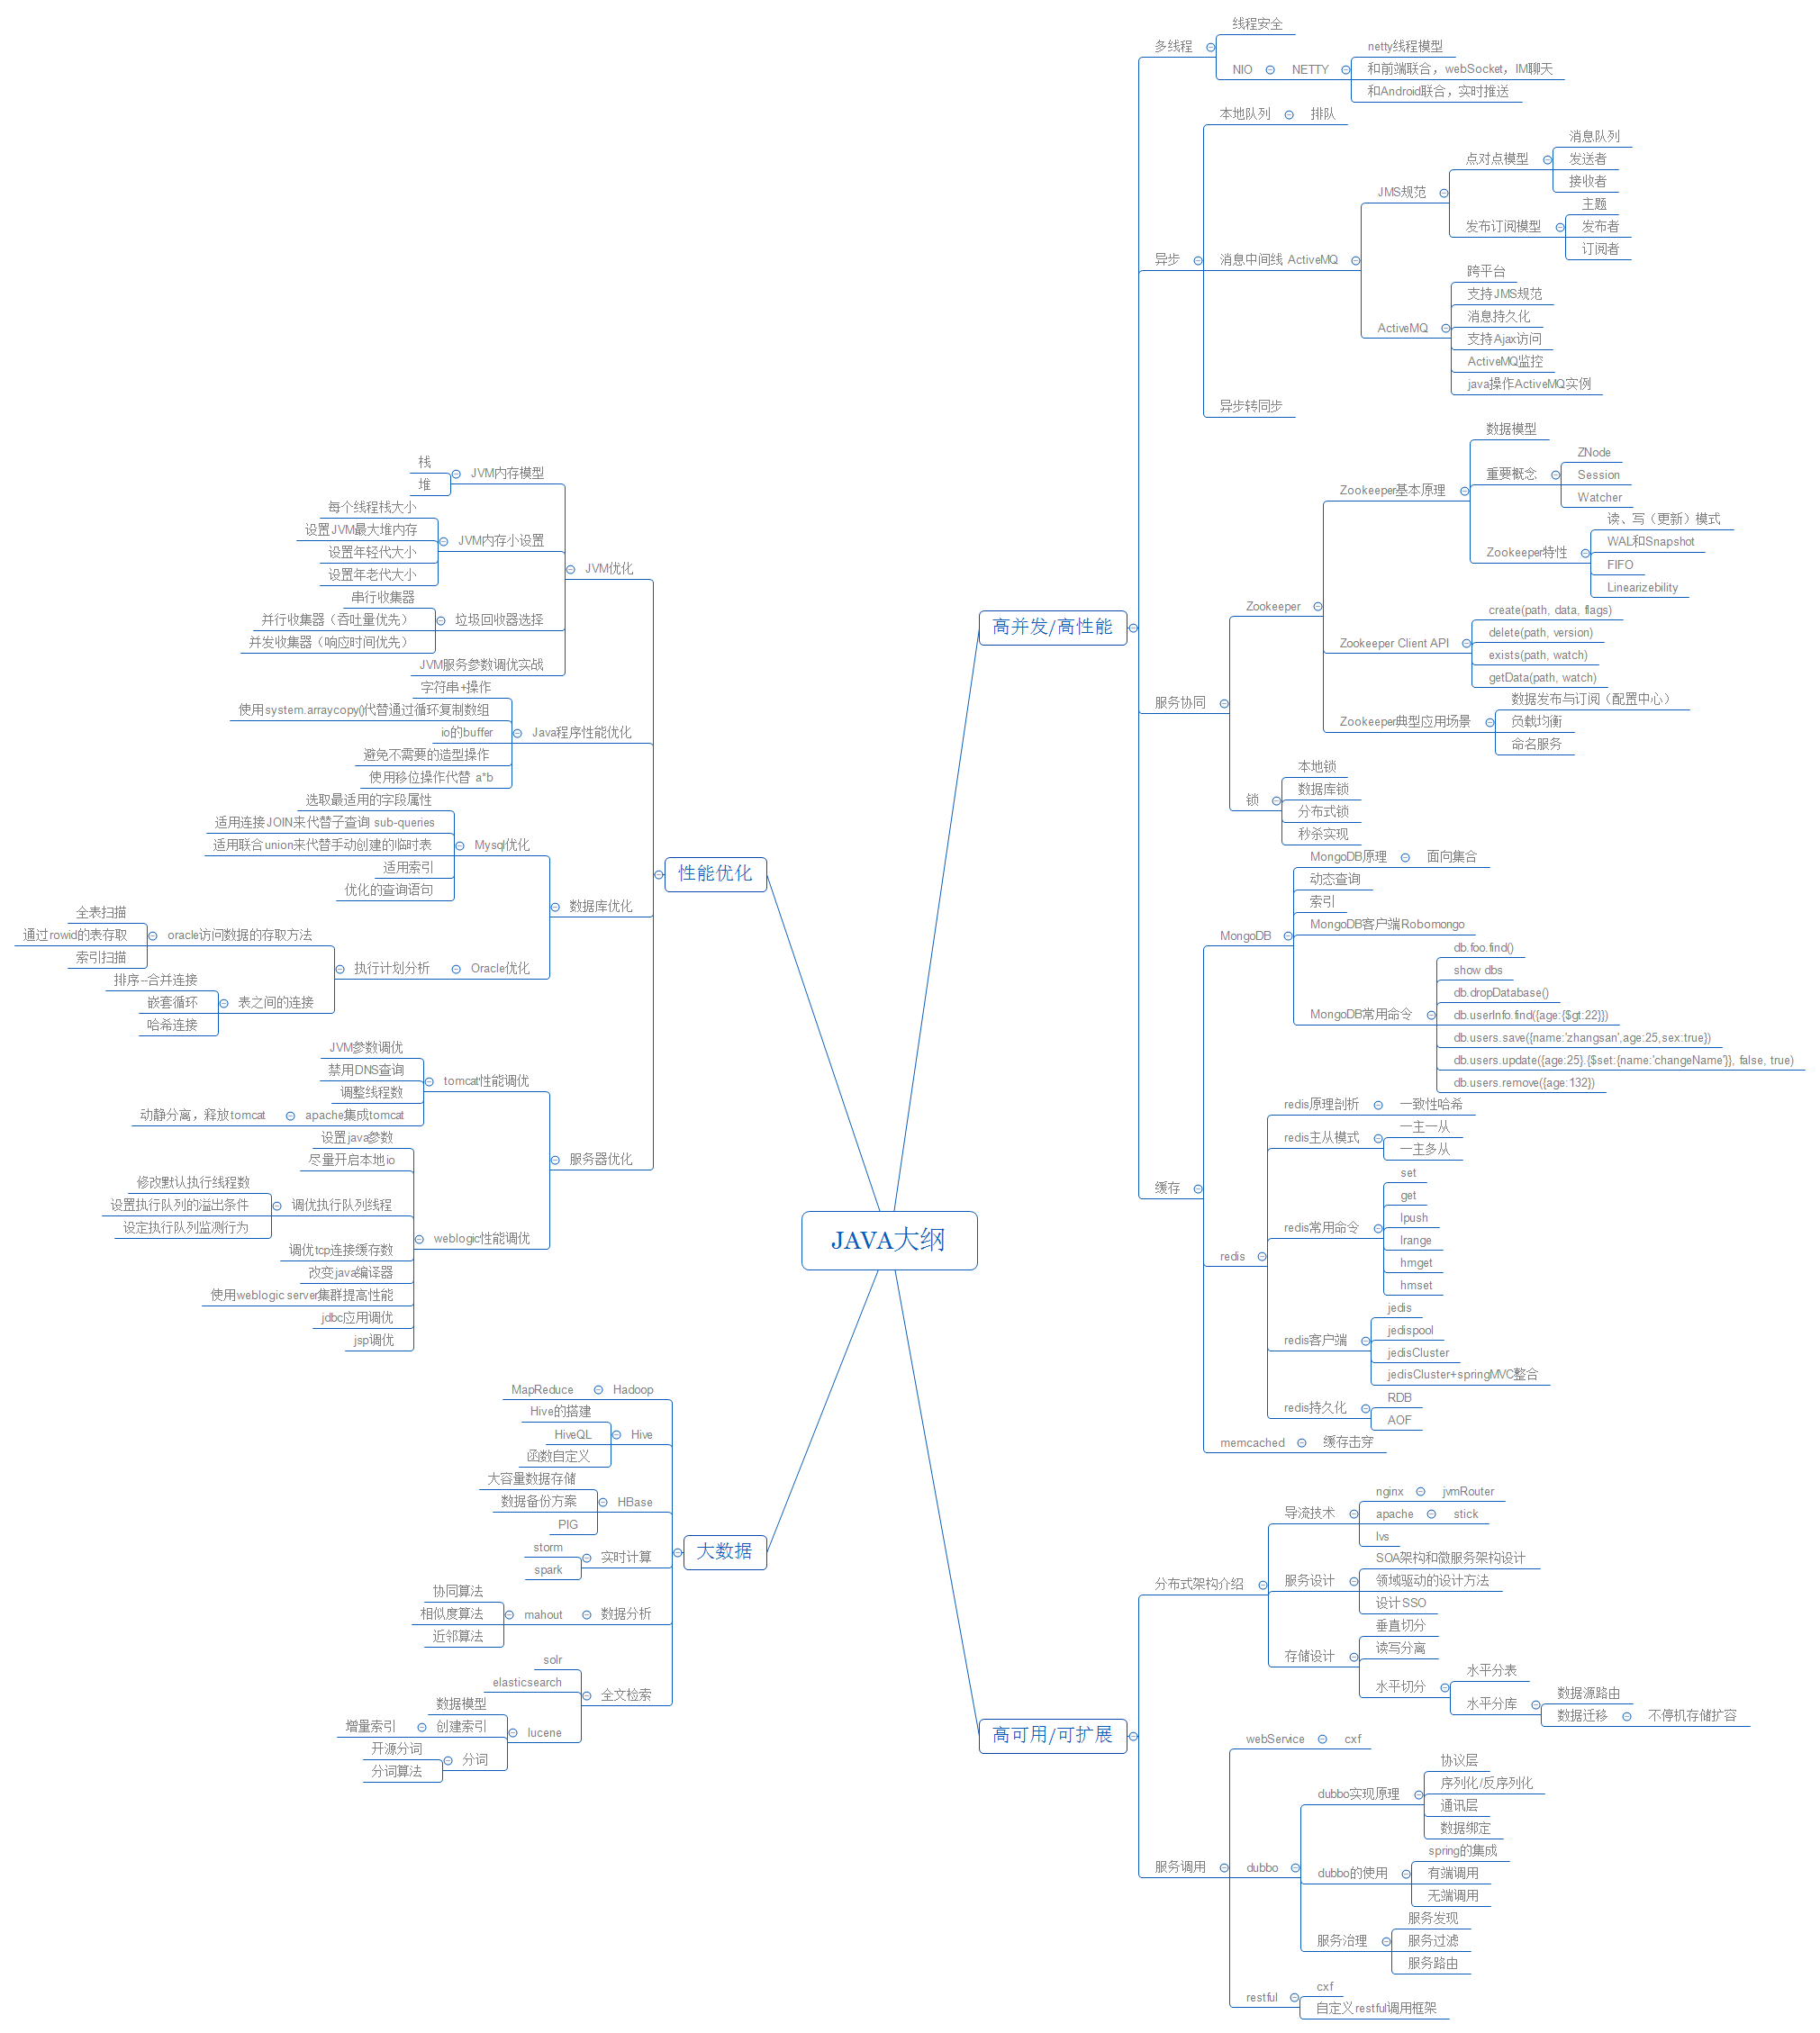 JAVA大纲
高并发/高性能
多线程
线程安全
NIO
NETTY
netty线程模型
和前端联合，webSocket，IM聊天
和Android联合，实时推送
异步
本地队列
排队
消息中间线 ActiveMQ
JMS规范
点对点模型
消息队列
发送者
接收者
发布订阅模型
主题
发布者
订阅者
ActiveMQ
跨平台
支持JMS规范
消息持久化
支持Ajax访问
ActiveMQ监控
java操作ActiveMQ实例
异步转同步
服务协同
Zookeeper
Zookeeper基本原理
数据模型
重要概念
ZNode
Session
Watcher
Zookeeper特性
读、写（更新）模式
WAL和Snapshot
FIFO
Linearizebility
Zookeeper Client API
create(path, data, flags)
delete(path, version)
exists(path, watch)
getData(path, watch)
Zookeeper典型应用场景
数据发布与订阅（配置中心）
负载均衡
命名服务
锁
本地锁
数据库锁
分布式锁
秒杀实现
缓存
MongoDB
MongoDB原理
面向集合
动态查询
索引
MongoDB客户端Robomongo
MongoDB常用命令
db.foo.find()
show dbs
db.dropDatabase()
db.userInfo.find({age:{$gt:22}})
db.users.save({name:'zhangsan',age:25,sex:true})
db.users.update({age:25}.{$set:{name:'changeName'}}, false, true)
db.users.remove({age:132})
redis
redis原理剖析
一致性哈希
redis主从模式
一主一从
一主多从
redis常用命令
set
get
lpush
lrange
hmget
hmset
redis客户端
jedis
jedispool
jedisCluster
jedisCluster+springMVC整合
redis持久化
RDB
AOF
memcached
缓存击穿
高可用/可扩展
分布式架构介绍
导流技术
nginx
jvmRouter
apache
stick
lvs
服务设计
SOA架构和微服务架构设计
领域驱动的设计方法
设计SSO
存储设计
垂直切分
读写分离
水平切分
水平分表
水平分库
数据源路由
数据迁移
不停机存储扩容
服务调用
webService
cxf
dubbo
dubbo实现原理
协议层
序列化/反序列化
通讯层
数据绑定
dubbo的使用
spring的集成
有端调用
无端调用
服务治理
服务发现
服务过滤
服务路由
restful
cxf
自定义restful调用框架
性能优化
JVM优化
JVM内存模型
栈
堆
JVM内存小设置
每个线程栈大小
设置JVM最大堆内存
设置年轻代大小
设置年老代大小
垃圾回收器选择
串行收集器
并行收集器（吞吐量优先）
并发收集器（响应时间优先）
JVM服务参数调优实战
Java程序性能优化
字符串+操作
使用system.arraycopy()代替通过循环复制数组
io的buffer
避免不需要的造型操作
使用移位操作代替 a*b
数据库优化
Mysql优化
选取最适用的字段属性
适用连接JOIN来代替子查询 sub-queries
适用联合union来代替手动创建的临时表
适用索引
优化的查询语句
Oracle优化
执行计划分析
oracle访问数据的存取方法
全表扫描
通过rowid的表存取
索引扫描
表之间的连接
排序--合并连接
嵌套循环
哈希连接
服务器优化
tomcat性能调优
JVM参数调优
禁用DNS查询
调整线程数
apache集成tomcat
动静分离，释放tomcat
weblogic性能调优
设置java参数
尽量开启本地io
调优执行队列线程
修改默认执行线程数
设置执行队列的溢出条件
设定执行队列监测行为
调优tcp连接缓存数
改变java编译器
使用weblogic server集群提高性能
jdbc应用调优
jsp调优
大数据
Hadoop
MapReduce
Hive
Hive的搭建
HiveQL
函数自定义
HBase
大容量数据存储
数据备份方案
PIG
实时计算
storm
spark
数据分析
mahout
协同算法
相似度算法
近邻算法
全文检索
solr
elasticsearch
lucene
数据模型
创建索引
增量索引
分词
开源分词
分词算法